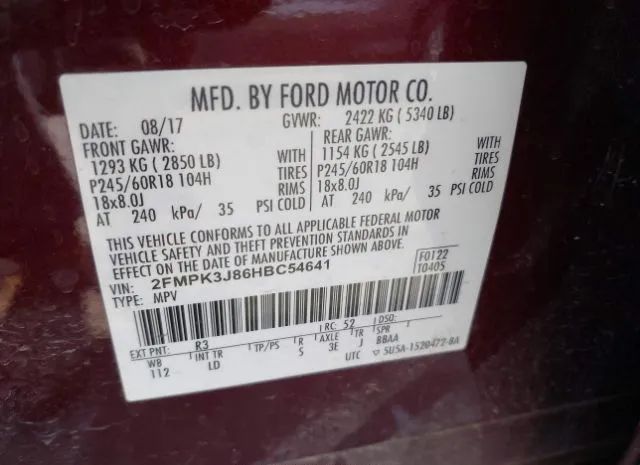 MFD. BY FORD MOTOR CO.
DATE: 08/17 GVWR: 2422 KG ( 5340 LB)
FRONT GAWR: REAR GAWR:
1293 KG ( 2850 LB) WITH 1154 KG ( 2545 LB) WITH
P245/60R18 104H TIRES P245/60R18 104H TIRES
18x8.0J RIMS 18x8.0J RIMS
AT 240 kPa/ 35 PSI COLD AT 240 kPa/ 35 PSI COLD
THIS VEHICLE CONFORMS TO ALL APPLICABLE FEDERAL MOTOR
VEHICLE SAFETY AND THEFT PREVENTION STANDARDS IN
EFFECT ON THE DATE OF MANUFACTURE SHOWN ABOVE.
VIN: 2FMPK3J86HBC54641
TYPE: MPV
F0122
T0405
EXT PNT: R3 RC: 52 DSO:
WB INT TR TP/PS R AXLE TR SPR
112 LD S 3E J BBAA
UTC ▽ 5U5A-1520472-BA